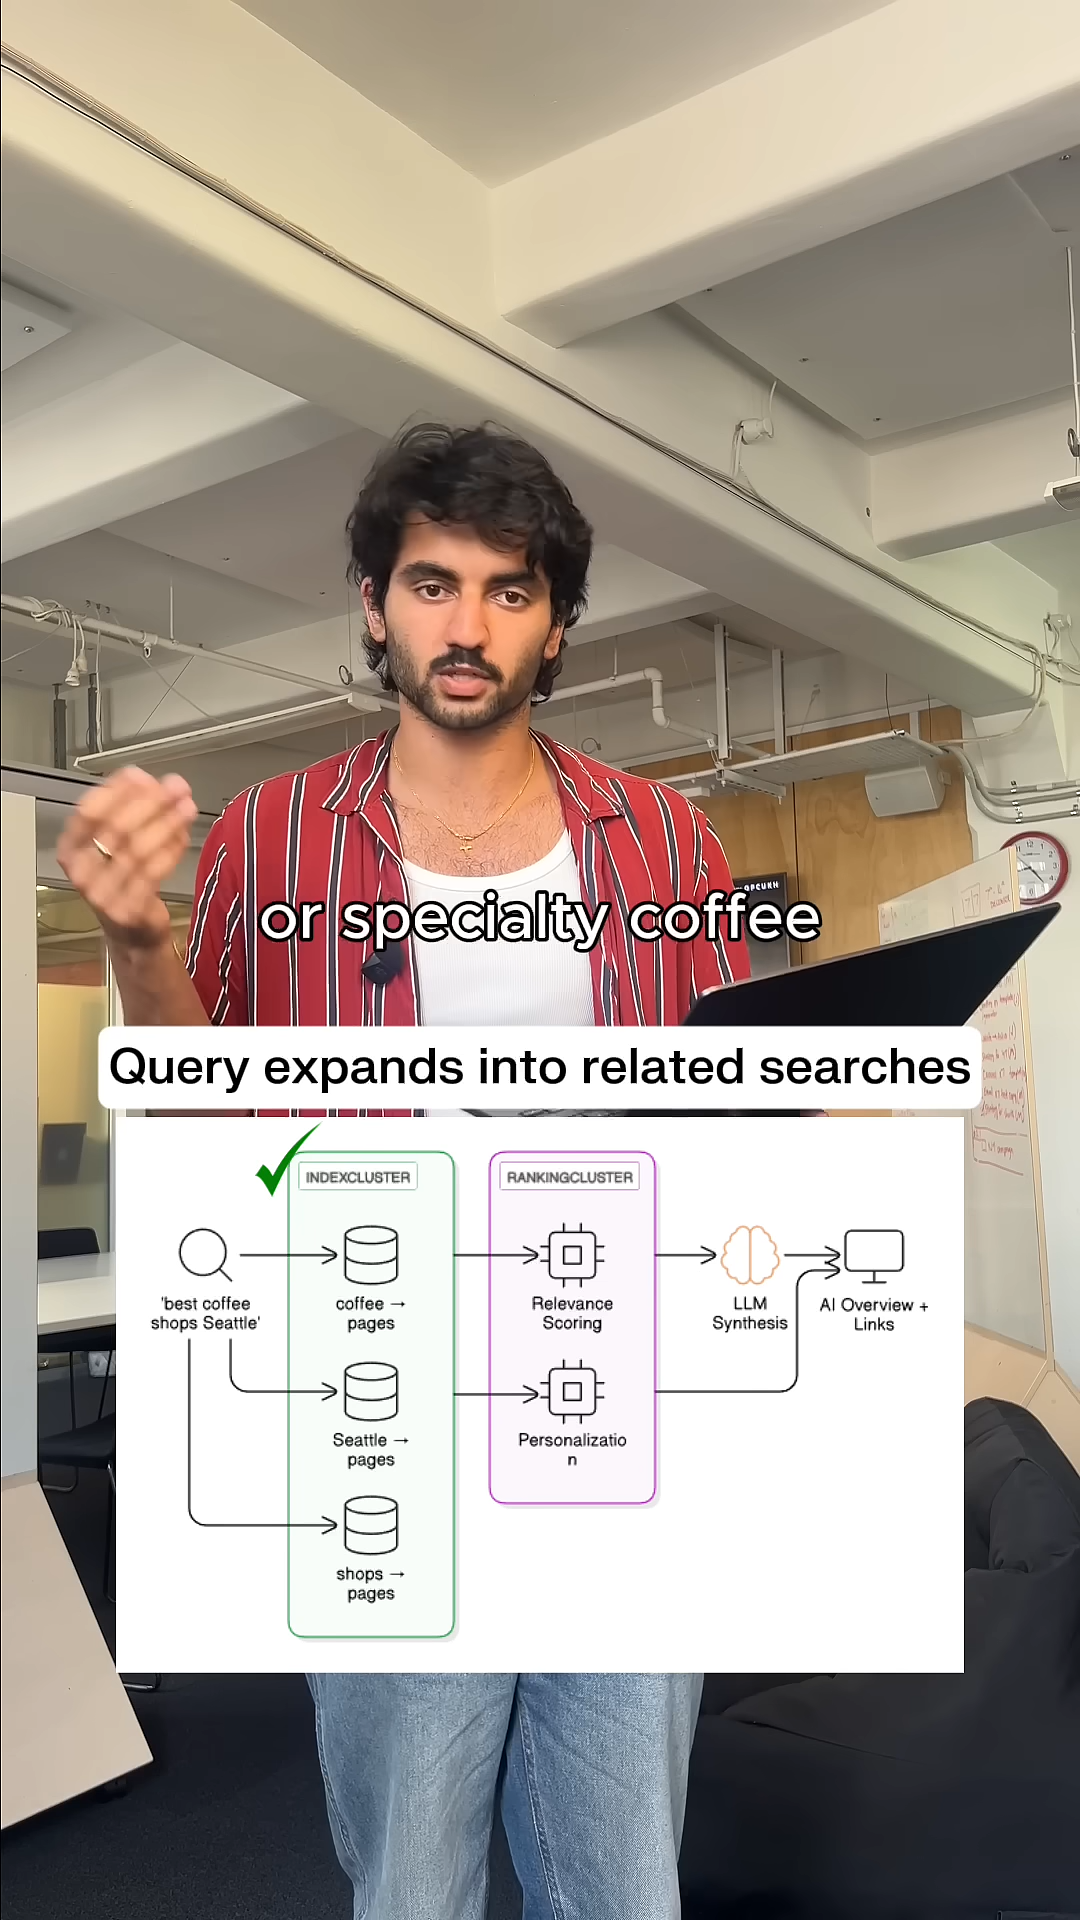 or specialty coffee
Query expands into related searches
INDEXCLUSTER
RANKINGCLUSTER
'best coffee
shops Seattle'
coffee →
pages
Relevance
Scoring
LLM
Synthesis
AI Overview +
Links
Seattle →
pages
Personalizatio
n
shops →
pages